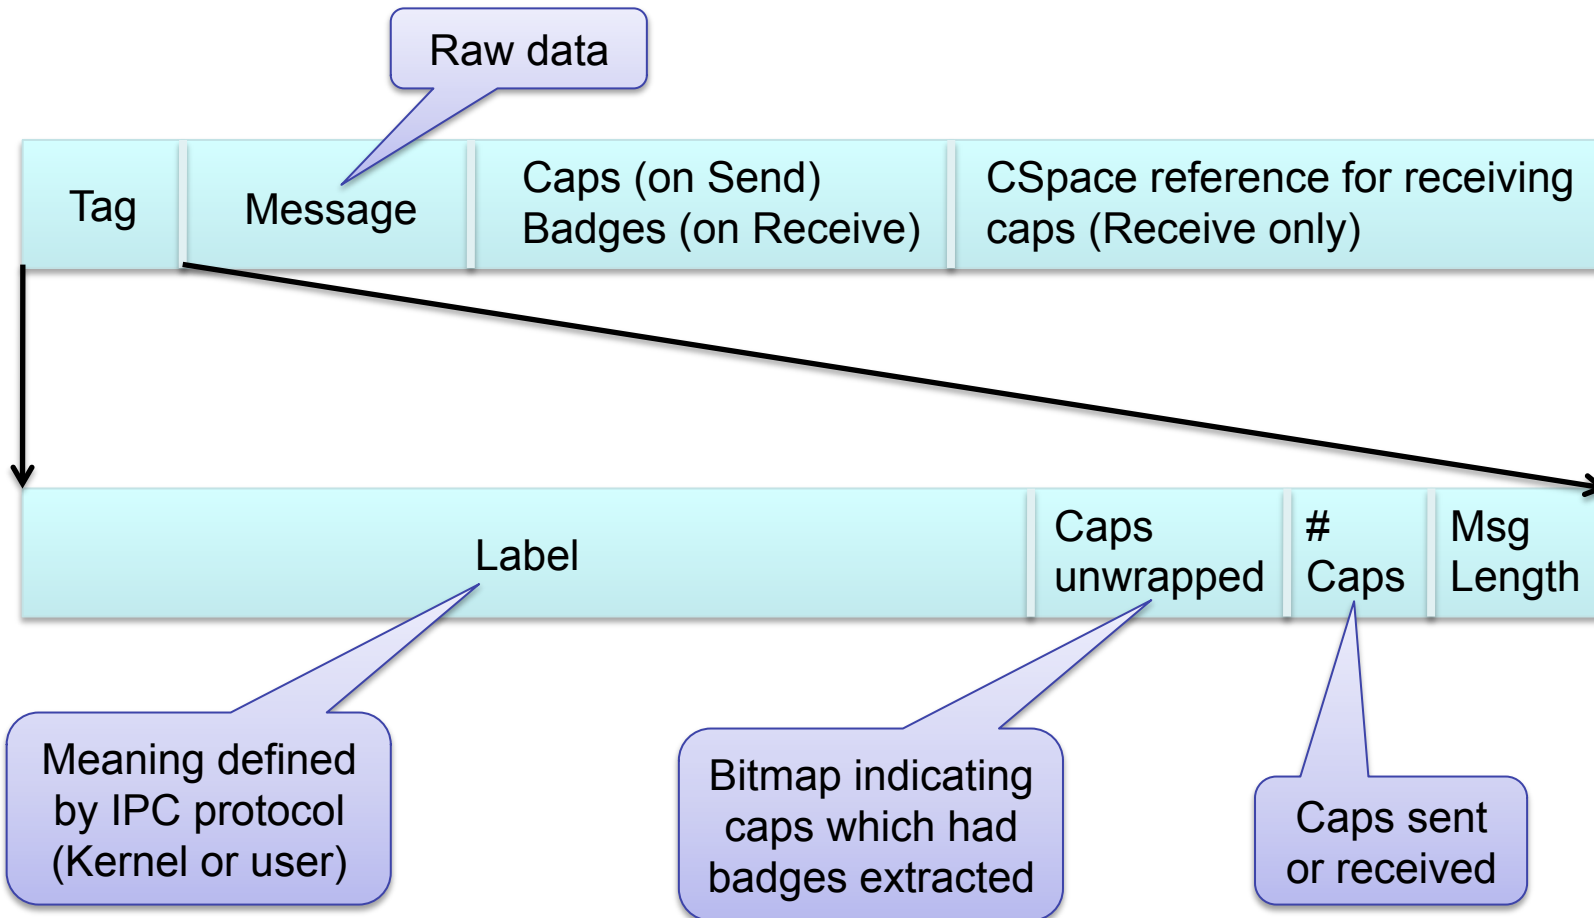 Raw data
Tag
Message
Caps (on Send)
Badges (on Receive)
CSpace reference for receiving
caps (Receive only)
Label
Caps
unwrapped
#
Caps
Msg
Length
Meaning defined
by IPC protocol
(Kernel or user)
Bitmap indicating
caps which had
badges extracted
Caps sent
or received